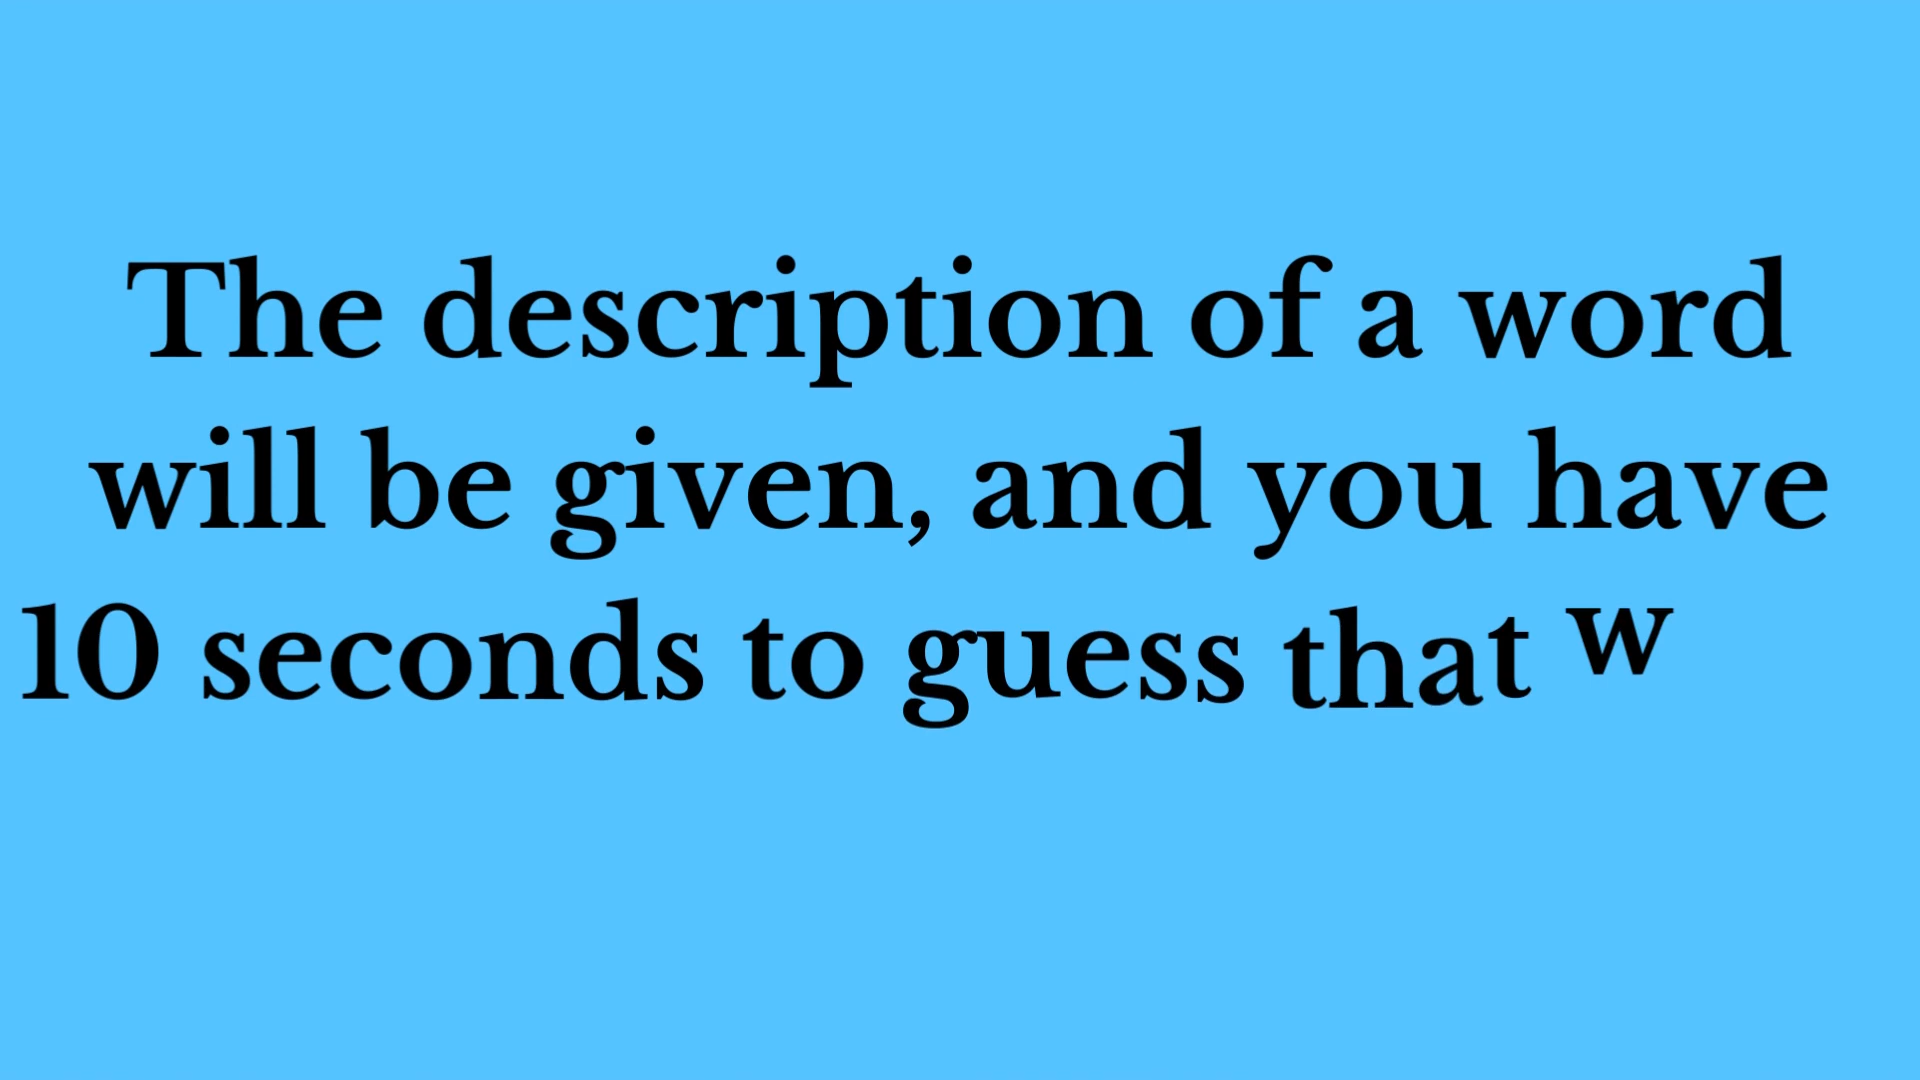 The description of a word
will be given, and you have
10 seconds to guess that w